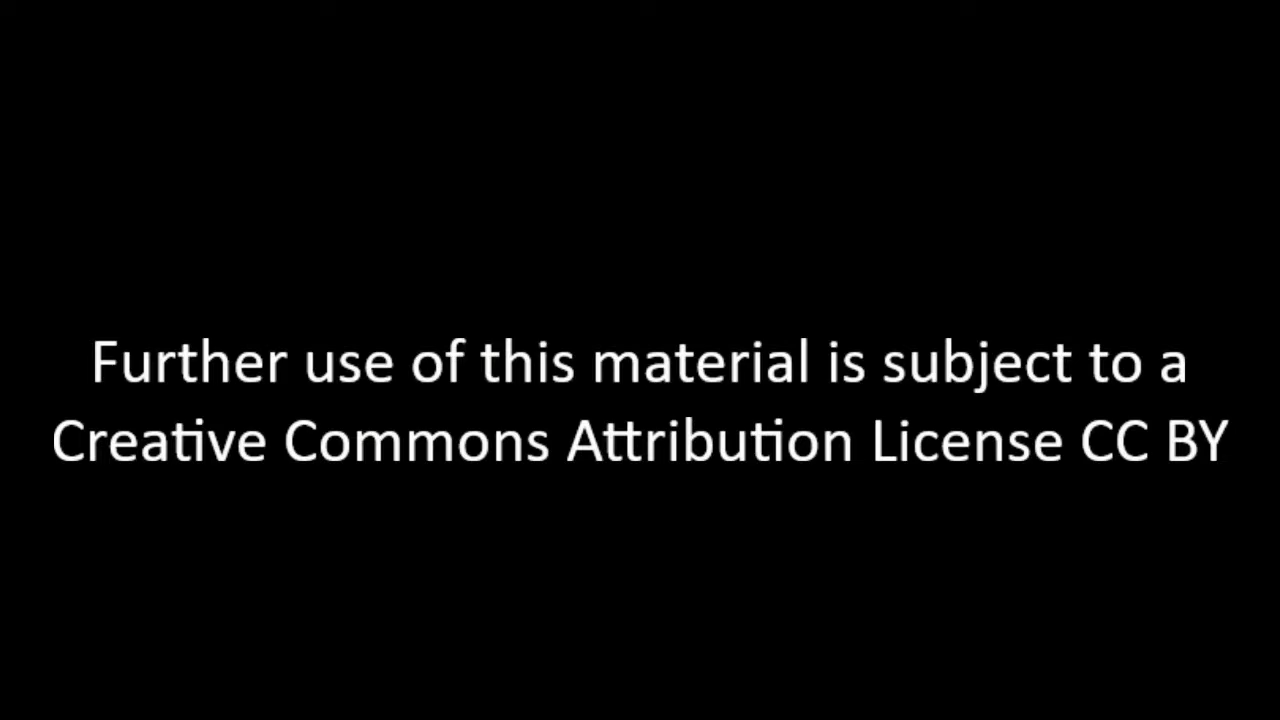 Further use of this material is subject to a
Creative Commons Attribution License CC BY